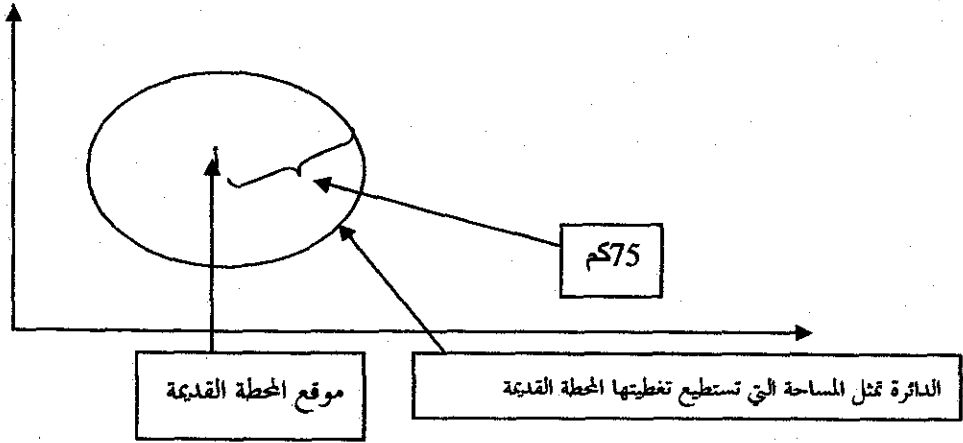 أ
75كم
موقع المحطة القديمة
الدائرة تمثل المساحة التي تستطيع تغطيتها المحطة القديمة